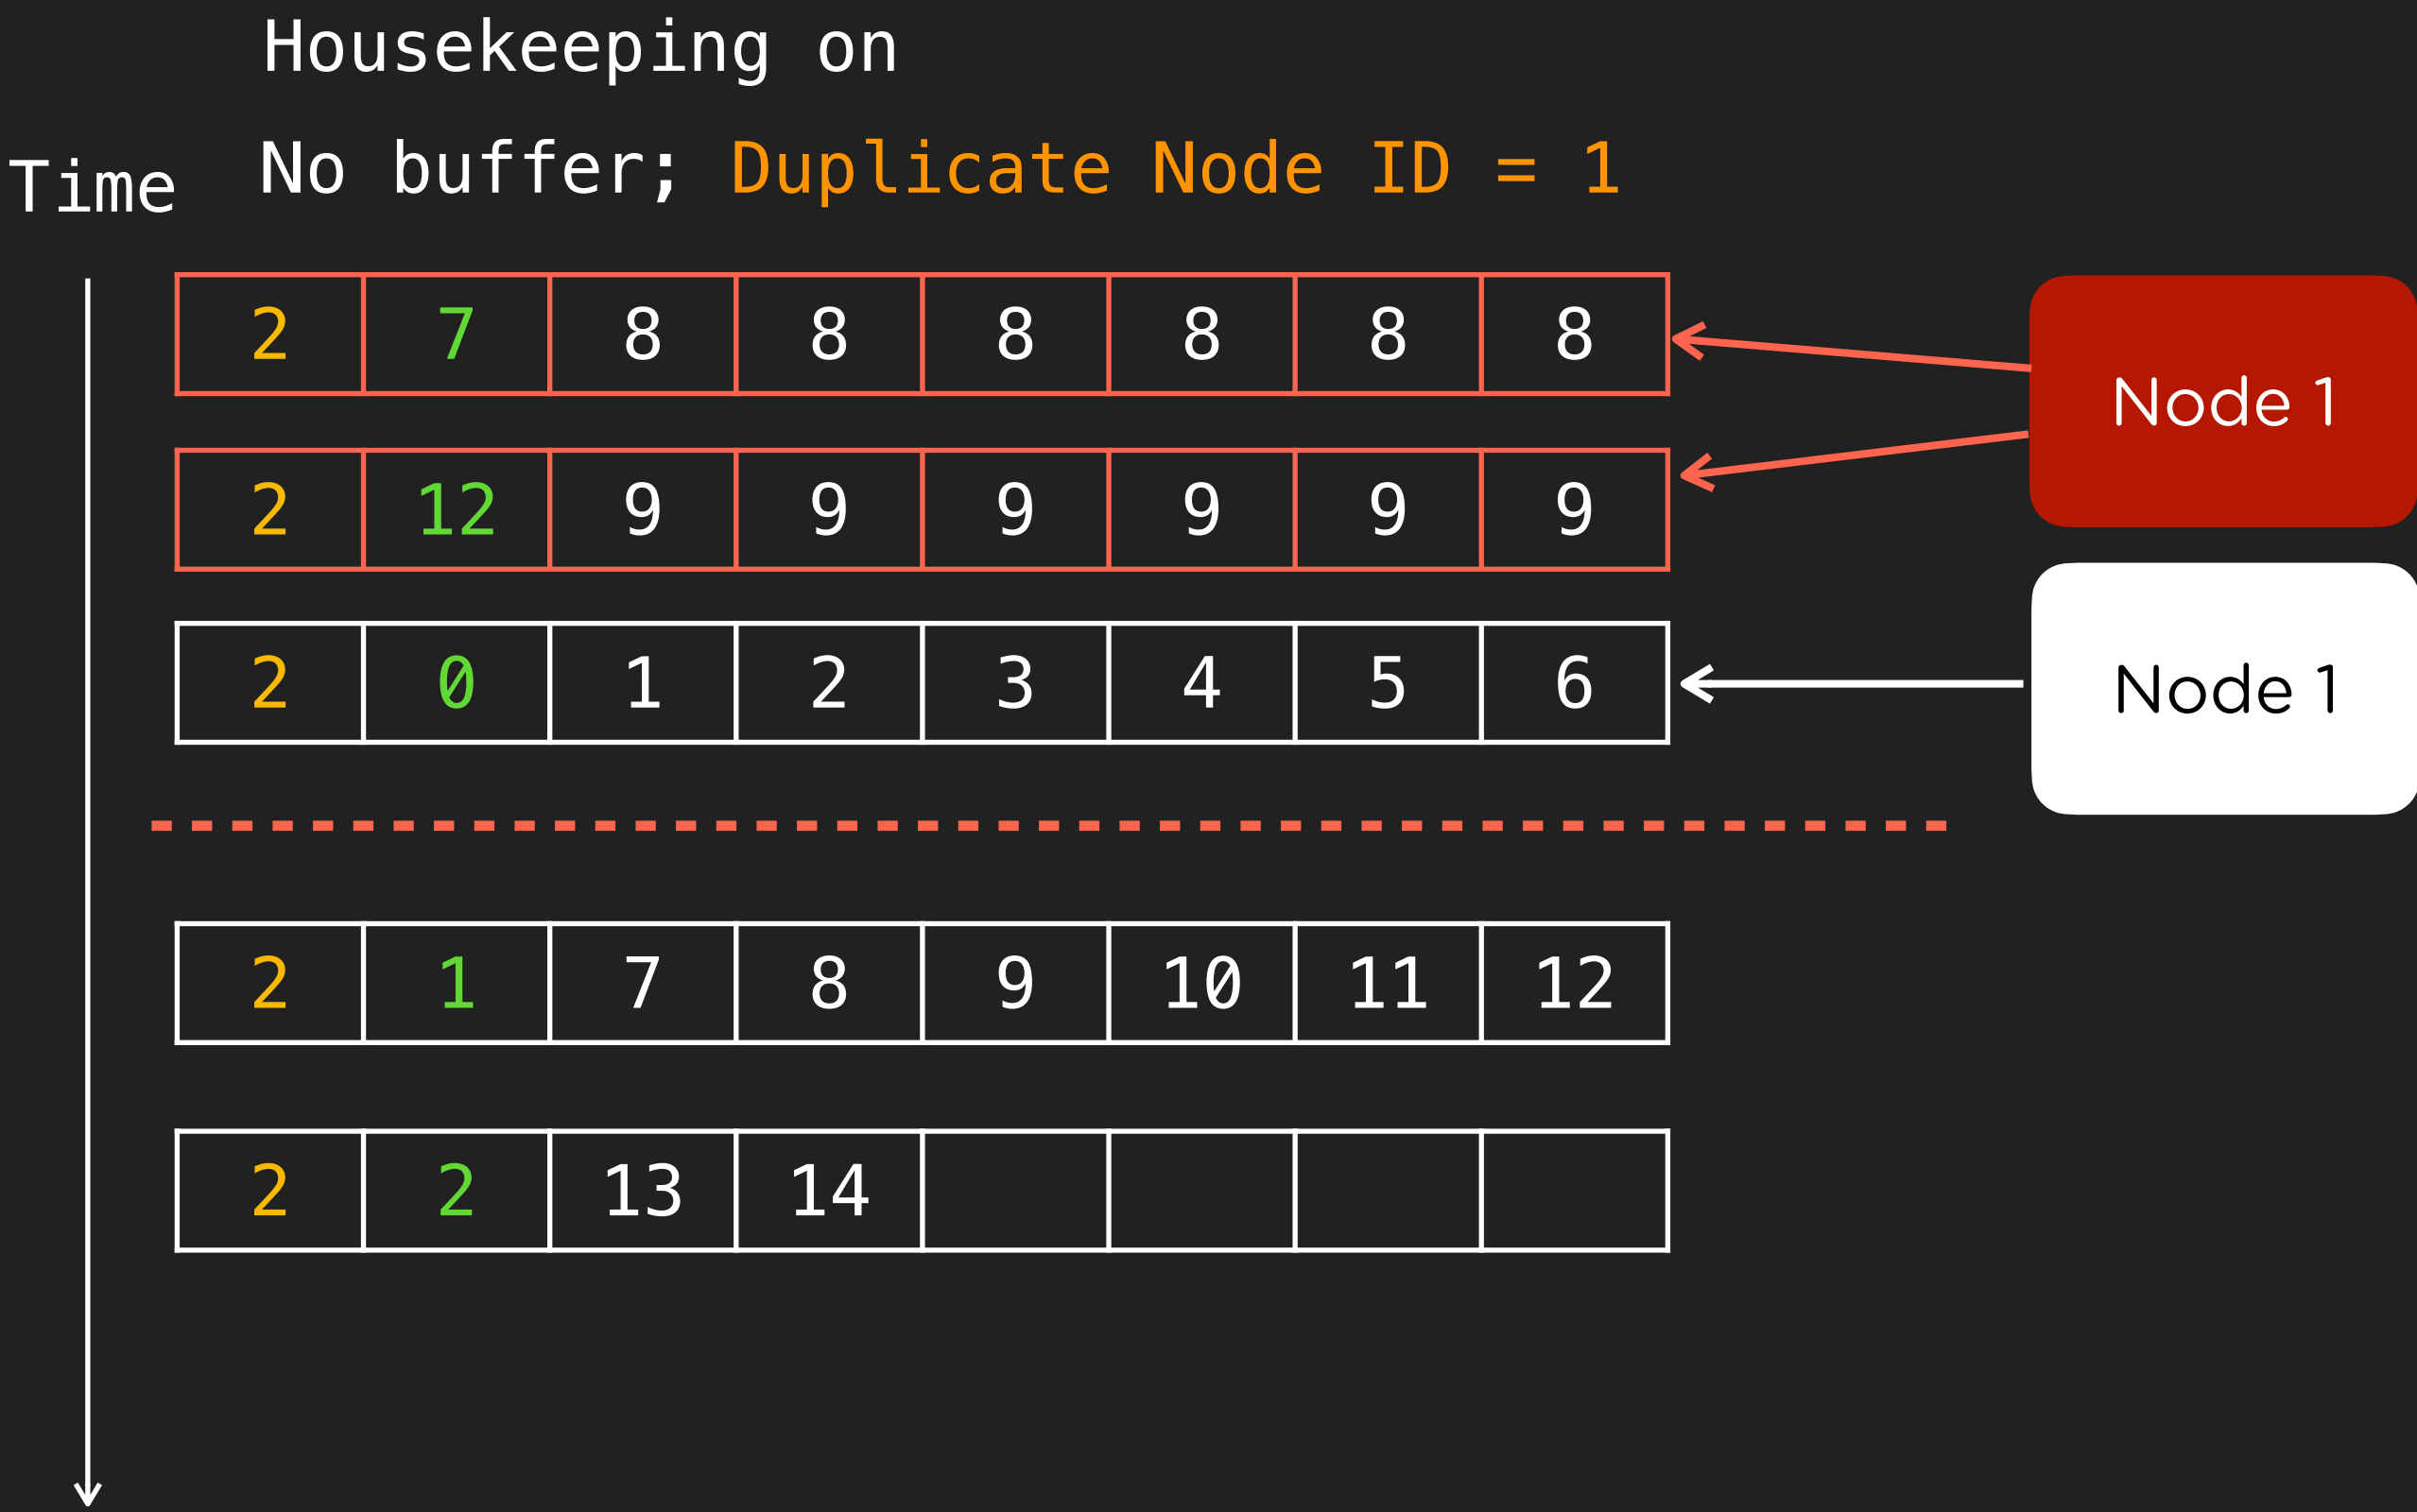 Housekeeping on
No buffer; Duplicate Node ID = 1
Time
2 7 8 8 8 8 8 8
Node 1
2 12 9 9 9 9 9 9
2 0 1 2 3 4 5 6
Node 1
2 1 7 8 9 10 11 12
2 2 13 14